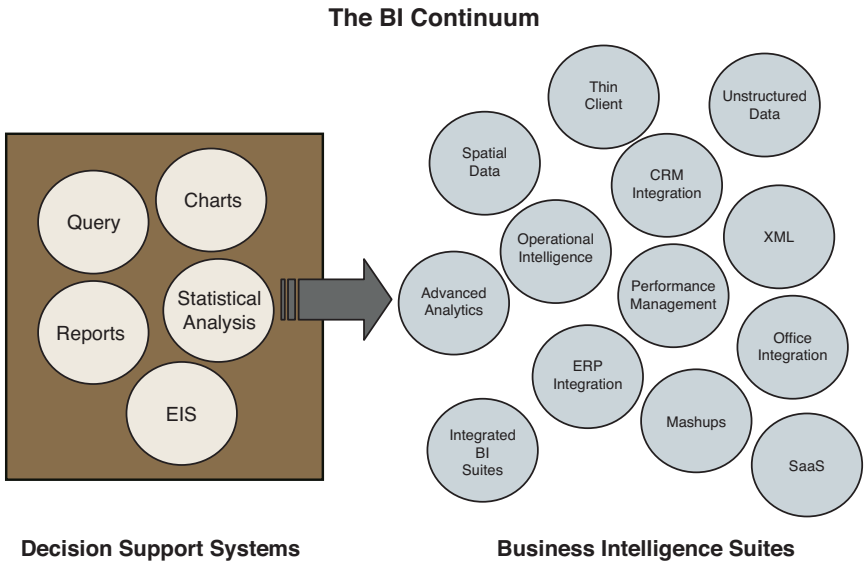 The BI Continuum
Query
Charts
Reports
Statistical
Analysis
EIS
Thin
Client
Unstructured
Data
Spatial
Data
CRM
Integration
Operational
Intelligence
XML
Advanced
Analytics
Performance
Management
Office
Integration
ERP
Integration
Mashups
Integrated
BI
Suites
SaaS
Decision Support Systems
Business Intelligence Suites